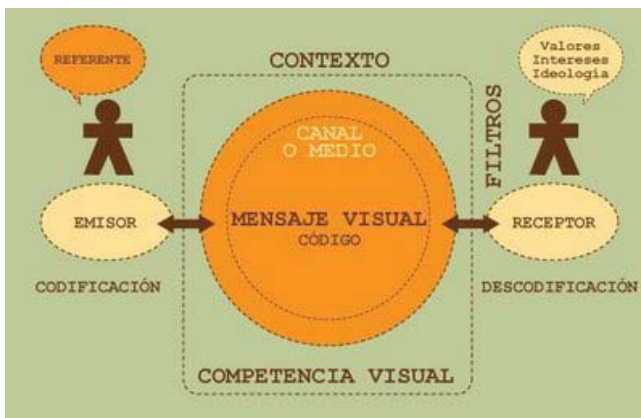 REFERENTE
CONTEXTO
Valores
Intereses
Ideología
CANAL
O MEDIO
FILTROS
EMISOR
MENSAJE VISUAL
CÓDIGO
RECEPTOR
CODIFICACIÓN
DESCODIFICACIÓN
COMPETENCIA VISUAL